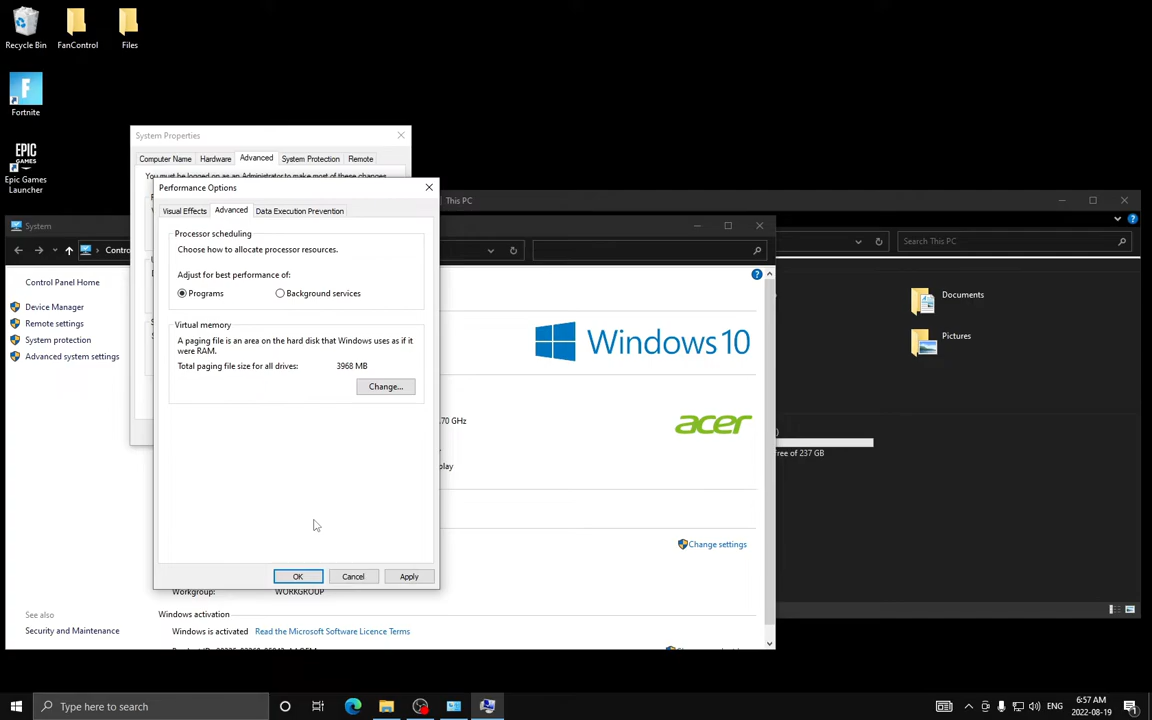 Recycle Bin
FanControl
Files
Fortnite
EPIC GAMES
Epic Games
Launcher
System Properties
Computer Name
Hardware
Advanced
System Protection
Remote
You must be logged on as an Administrator to make most of these changes.
Performance Options
Visual Effects
Advanced
Data Execution Prevention
Processor scheduling
Choose how to allocate processor resources.
Adjust for best performance of:
Programs
Background services
Virtual memory
A paging file is an area on the hard disk that Windows uses as if it
were RAM.
Total paging file size for all drives:
3968 MB
Change...
OK
Cancel
Apply
This PC
Search This PC
Documents
Pictures
free of 237 GB
System
Contro
Control Panel Home
Device Manager
Remote settings
System protection
Advanced system settings
Windows 10
.70 GHz
acer
play
Change settings
WORKGROUP
Windows activation
Windows is activated
Read the Microsoft Software Licence Terms
See also
Security and Maintenance
Type here to search
ENG
6:57 AM
2022-08-19
1